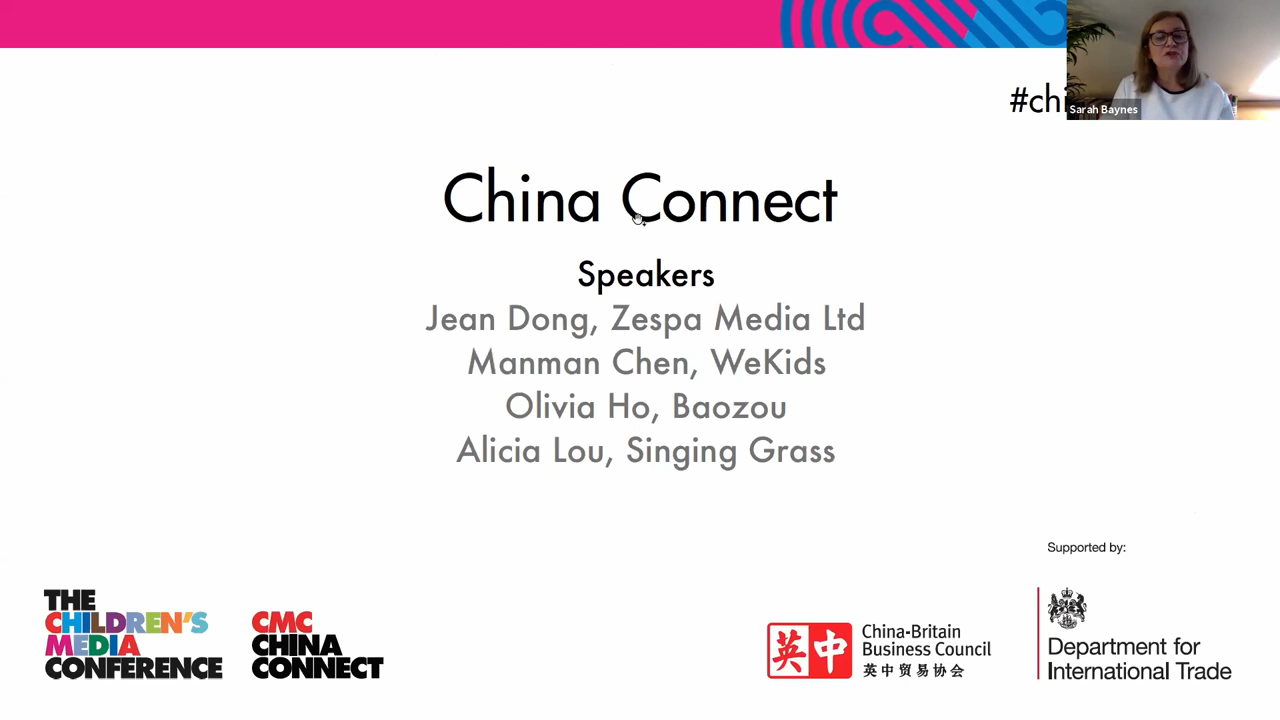 #chi
Sarah Baynes
China Connect
Speakers
Jean Dong, Zespa Media Ltd
Manman Chen, WeKids
Olivia Ho, Baozou
Alicia Lou, Singing Grass
Supported by:
THE
CHILDREN'S
MEDIA
CONFERENCE
CMC
CHINA
CONNECT
英中
China-Britain
Business Council
英中贸易协会
Department for
International Trade